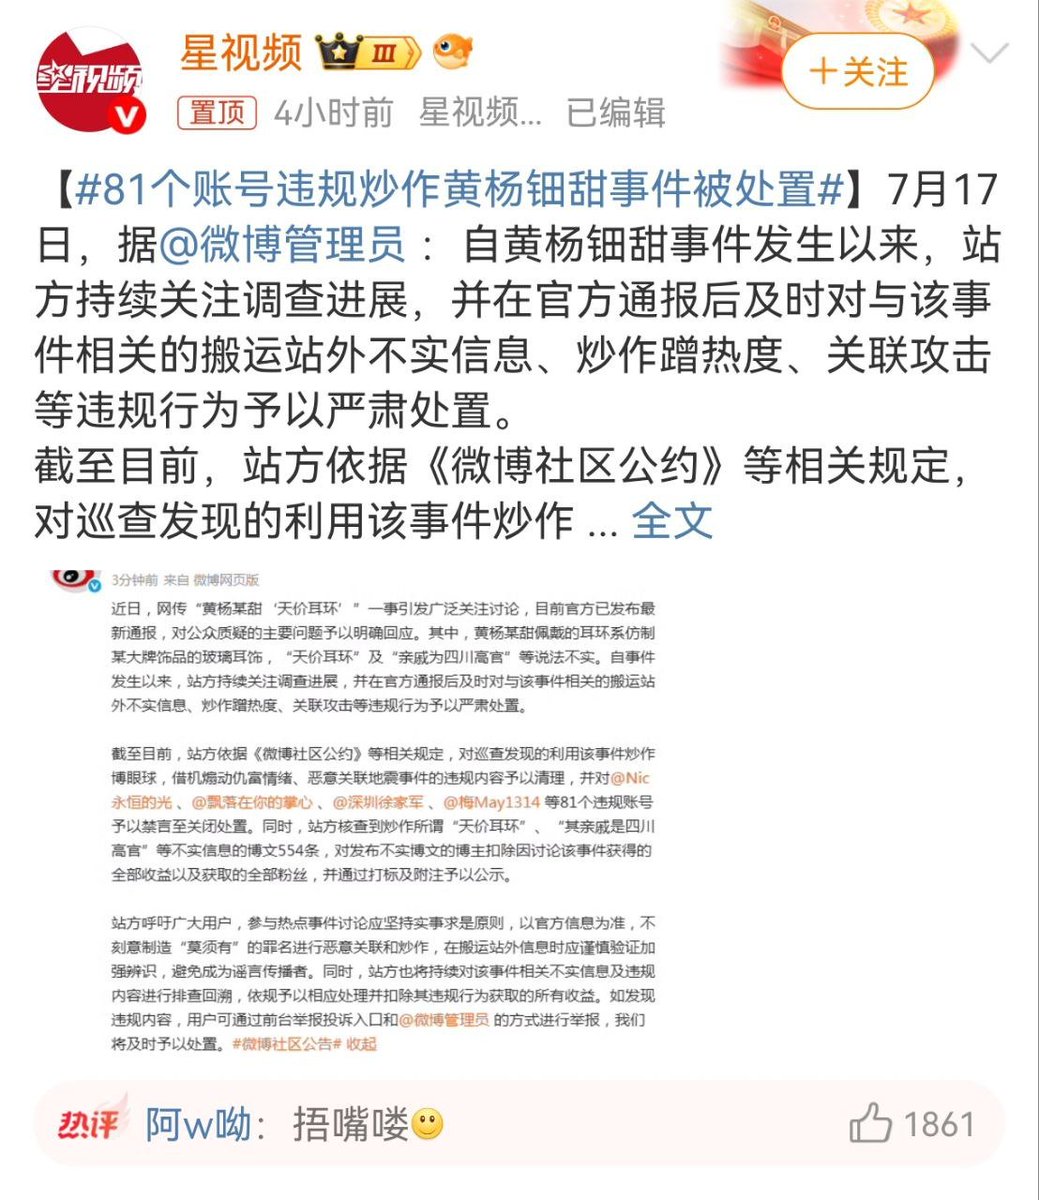 星视频
星视频 III
置顶 4小时前 星视频... 已编辑
+关注
【#81个账号违规炒作黄杨钿甜事件被处置#】7月17
日，据@微博管理员 ：自黄杨钿甜事件发生以来，站
方持续关注调查进展，并在官方通报后及时对与该事
件相关的搬运站外不实信息、炒作蹭热度、关联攻击
等违规行为予以严肃处置。
截至目前，站方依据《微博社区公约》等相关规定，
对巡查发现的利用该事件炒作 ... 全文
3分钟前 来自 微博网页版
近日，网传“黄杨某甜‘天价耳环’”一事引发广泛关注讨论，目前官方已发布最
新通报，对公众质疑的主要问题予以明确回应。其中，黄杨某甜佩戴的耳环系仿制
某大牌饰品的玻璃耳饰，“天价耳环”及“亲戚为四川高官”等说法不实。自事件
发生以来，站方持续关注调查进展，并在官方通报后及时对与该事件相关的搬运站
外不实信息、炒作蹭热度、关联攻击等违规行为予以严肃处置。
截至目前，站方依据《微博社区公约》等相关规定，对巡查发现的利用该事件炒作
博眼球，借机煽动仇富情绪、恶意关联地震事件的违规内容予以清理，并对@Nic
永恒的光 、@飘落在你的掌心 、@深圳徐家军 、@梅May1314 等81个违规账号
予以禁言至关闭处置。同时，站方核查到炒作所谓“天价耳环”、“其亲戚是四川
高官”等不实信息的博文554条，对发布不实博文的博主扣除因讨论该事件获得的
全部收益以及获取的全部粉丝，并通过打标及附注予以公示。
站方呼吁广大用户，参与热点事件讨论应坚持实事求是原则，以官方信息为准，不
刻意制造“莫须有”的罪名进行恶意关联和炒作，在搬运站外信息时应谨慎验证加
强辨识，避免成为谣言传播者。同时，站方也将持续对该事件相关不实信息及违规
内容进行排查回溯，依规予以相应处理并扣除其违规行为获取的所有收益。如发现
违规内容，用户可通过前台举报投诉入口和@微博管理员 的方式进行举报，我们
将及时予以处置。#微博社区公告# 收起
热评 阿w呦：捂嘴喽 1861